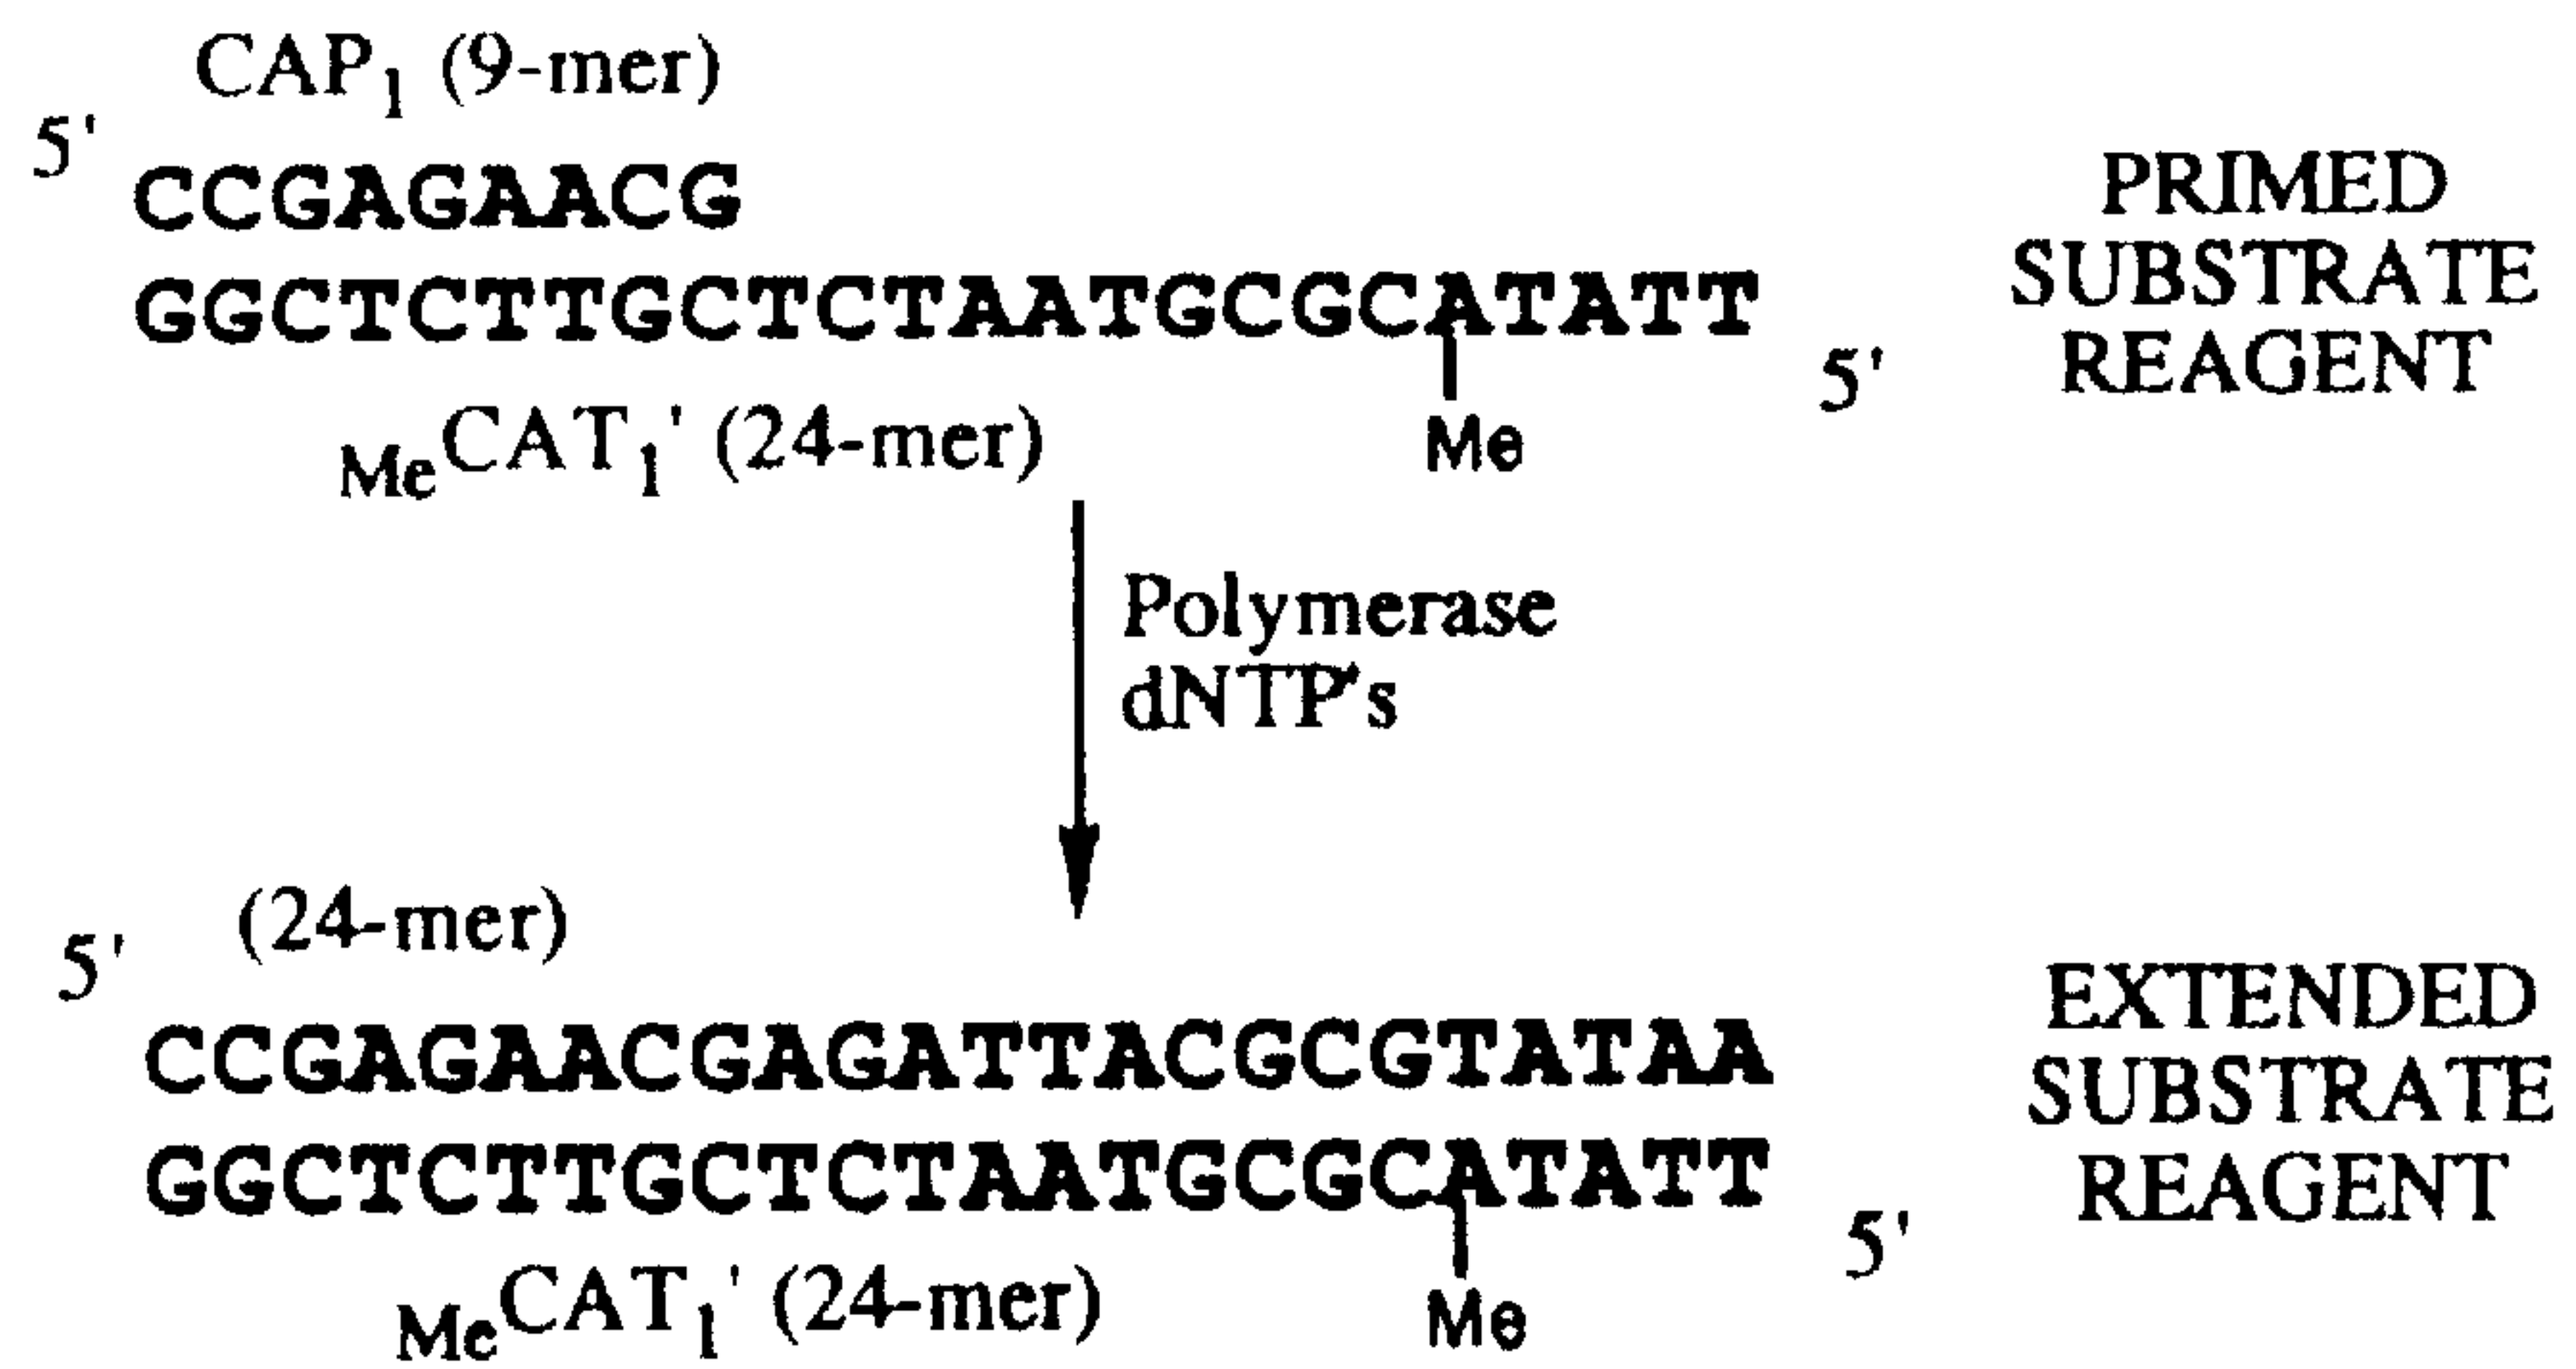 CAP1 (9-mer)
5'
CCGAGAACG
GGCTCTTGCTCTAATGCGCATATT
5'
MeCAT1' (24-mer)
Me
PRIMED
SUBSTRATE
REAGENT
Polymerase
dNTP's
(24-mer)
5'
CCGAGAACGAGATTACGCGTATAA
GGCTCTTGCTCTAATGCGCATATT
5'
MeCAT1' (24-mer)
Me
EXTENDED
SUBSTRATE
REAGENT